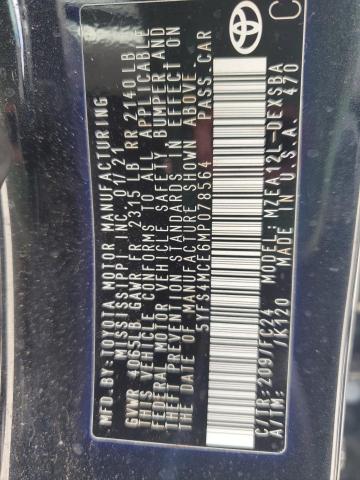 MFD. BY: TOYOTA MOTOR MANUFACTURING
MISSISSIPPI INC. 01/21
GVWR 4065LB GAWR FR 2315 LB RR 2140LB
THIS VEHICLE CONFORMS TO ALL APPLICABLE
FEDERAL MOTOR VEHICLE SAFETY, BUMPER, AND
THEFT PREVENTION STANDARDS IN EFFECT ON
THE DATE OF MANUFACTURE SHOWN ABOVE.
5YFS4MCE6MP078564 PASS. CAR
C/TR: 209/FC24 MODEL: MZEA12L-DEXSBA
A/TM: /K120 MADE IN U.S.A. 470
TOYOTA
C